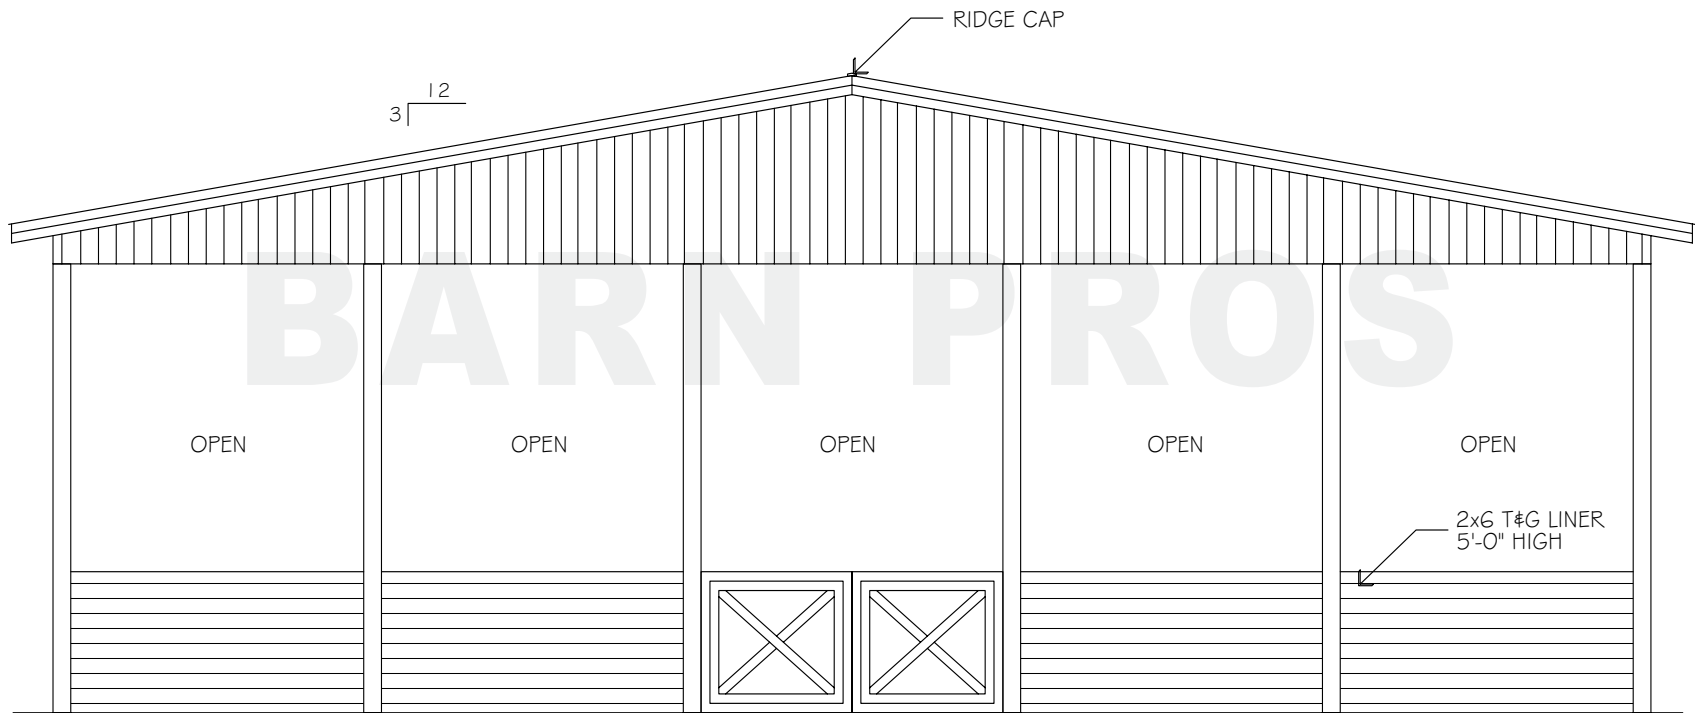 RIDGE CAP
12
3
BARN PROS
OPEN OPEN OPEN OPEN OPEN
2x6 T&G LINER
5'-0" HIGH